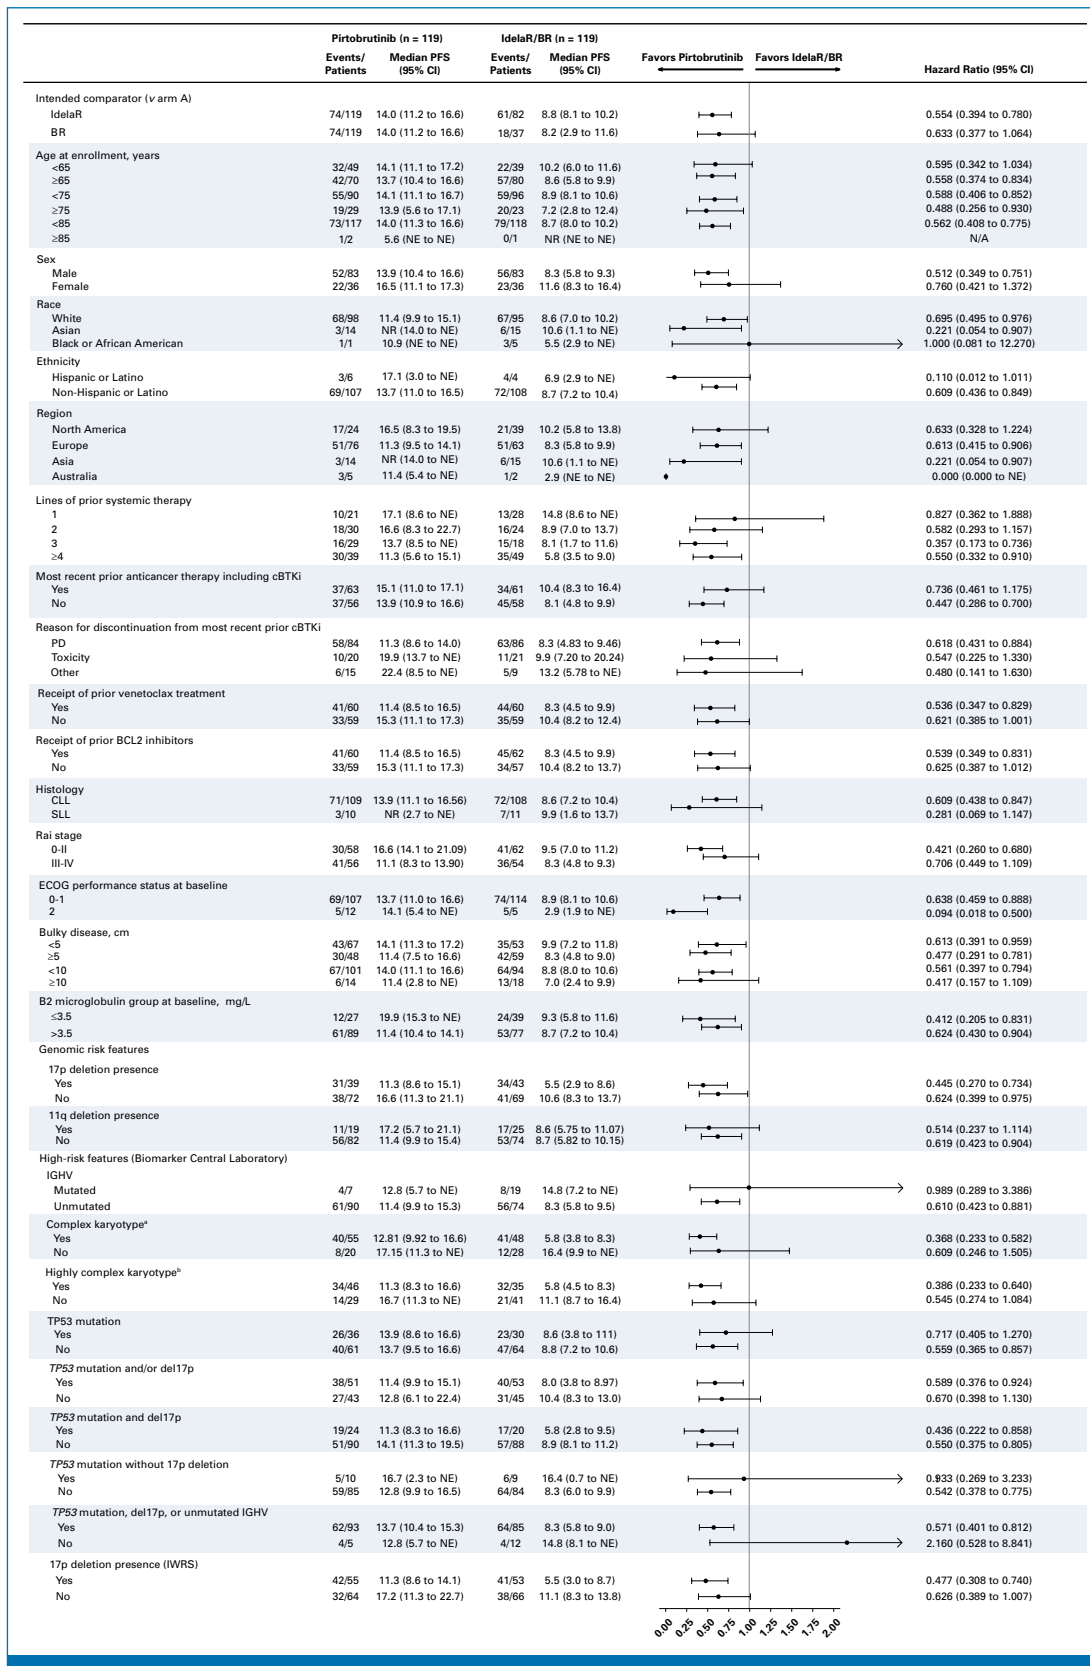 Pirtobrutinib (n = 119) IdelaR/BR (n = 119)
Events/ Patients Median PFS (95% CI) Events/ Patients Median PFS (95% CI) Favors Pirtobrutinib Favors IdelaR/BR Hazard Ratio (95% CI)
Intended comparator (v arm A)
IdelaR 74/119 14.0 (11.2 to 16.6) 61/82 8.8 (8.1 to 10.2) 0.554 (0.394 to 0.780)
BR 74/119 14.0 (11.2 to 16.6) 18/37 8.2 (2.9 to 11.6) 0.633 (0.377 to 1.064)
Age at enrollment, years
<65 32/49 14.1 (11.1 to 17.2) 22/39 10.2 (6.0 to 11.6) 0.595 (0.342 to 1.034)
≥65 42/70 13.7 (10.4 to 16.6) 57/80 8.6 (5.8 to 9.9) 0.558 (0.374 to 0.834)
<75 55/90 14.1 (11.1 to 16.7) 59/96 8.9 (8.1 to 10.6) 0.588 (0.406 to 0.852)
≥75 19/29 13.9 (5.6 to 17.1) 20/23 7.2 (2.8 to 12.4) 0.488 (0.256 to 0.930)
<85 73/117 14.0 (11.3 to 16.6) 79/118 8.7 (8.0 to 10.2) 0.562 (0.408 to 0.775)
≥85 1/2 5.6 (NE to NE) 0/1 NR (NE to NE) N/A
Sex
Male 52/83 13.9 (10.4 to 16.6) 56/83 8.3 (5.8 to 9.3) 0.512 (0.349 to 0.751)
Female 22/36 16.5 (11.1 to 17.3) 23/36 11.6 (8.3 to 16.4) 0.760 (0.421 to 1.372)
Race
White 68/98 11.4 (9.9 to 15.1) 67/95 8.6 (7.0 to 10.2) 0.695 (0.495 to 0.976)
Asian 3/14 NR (14.0 to NE) 6/15 10.6 (1.1 to NE) 0.221 (0.054 to 0.907)
Black or African American 1/1 10.9 (NE to NE) 3/5 5.5 (2.9 to NE) 1.000 (0.081 to 12.270)
Ethnicity
Hispanic or Latino 3/6 17.1 (3.0 to NE) 4/4 6.9 (2.9 to NE) 0.110 (0.012 to 1.011)
Non-Hispanic or Latino 69/107 13.7 (11.0 to 16.5) 72/108 8.7 (7.2 to 10.4) 0.609 (0.436 to 0.849)
Region
North America 17/24 16.5 (8.3 to 19.5) 21/39 10.2 (5.8 to 13.8) 0.633 (0.328 to 1.224)
Europe 51/76 11.3 (9.5 to 14.1) 51/63 8.3 (5.8 to 9.9) 0.613 (0.415 to 0.906)
Asia 3/14 NR (14.0 to NE) 6/15 10.6 (1.1 to NE) 0.221 (0.054 to 0.907)
Australia 3/5 11.4 (5.4 to NE) 1/2 2.9 (NE to NE) 0.000 (0.000 to NE)
Lines of prior systemic therapy
1 10/21 17.1 (8.6 to NE) 13/28 14.8 (8.6 to NE) 0.827 (0.362 to 1.888)
2 18/30 16.6 (8.3 to 22.7) 16/24 8.9 (7.0 to 13.7) 0.582 (0.293 to 1.157)
3 16/29 13.7 (8.5 to NE) 15/18 8.1 (1.7 to 11.6) 0.357 (0.173 to 0.736)
≥4 30/39 11.3 (5.6 to 15.1) 35/49 5.8 (3.5 to 9.0) 0.550 (0.332 to 0.910)
Most recent prior anticancer therapy including cBTKi
Yes 37/63 15.1 (11.0 to 17.1) 34/61 10.4 (8.3 to 16.4) 0.736 (0.461 to 1.175)
No 37/56 13.9 (10.9 to 16.6) 45/58 8.1 (4.8 to 9.9) 0.447 (0.286 to 0.700)
Reason for discontinuation from most recent prior cBTKi
PD 58/84 11.3 (8.6 to 14.0) 63/86 8.3 (4.83 to 9.46) 0.618 (0.431 to 0.884)
Toxicity 10/20 19.9 (13.7 to NE) 11/21 9.9 (7.20 to 20.24) 0.547 (0.225 to 1.330)
Other 6/15 22.4 (8.5 to NE) 5/9 13.2 (5.78 to NE) 0.480 (0.141 to 1.630)
Receipt of prior venetoclax treatment
Yes 41/60 11.4 (8.5 to 16.5) 44/60 8.3 (4.5 to 9.9) 0.536 (0.347 to 0.829)
No 33/59 15.3 (11.1 to 17.3) 35/59 10.4 (8.2 to 12.4) 0.621 (0.385 to 1.001)
Receipt of prior BCL2 inhibitors
Yes 41/60 11.4 (8.5 to 16.5) 45/62 8.3 (4.5 to 9.9) 0.539 (0.349 to 0.831)
No 33/59 15.3 (11.1 to 17.3) 34/57 10.4 (8.2 to 13.7) 0.625 (0.387 to 1.012)
Histology
CLL 71/109 13.9 (11.1 to 16.56) 72/108 8.6 (7.2 to 10.4) 0.609 (0.438 to 0.847)
SLL 3/10 NR (2.7 to NE) 7/11 9.9 (1.6 to 13.7) 0.281 (0.069 to 1.147)
Rai stage
0-II 30/58 16.6 (14.1 to 21.09) 41/62 9.5 (7.0 to 11.2) 0.421 (0.260 to 0.680)
III-IV 41/56 11.1 (8.3 to 13.90) 36/54 8.3 (4.8 to 9.3) 0.706 (0.449 to 1.109)
ECOG performance status at baseline
0-1 69/107 13.7 (11.0 to 16.6) 74/114 8.9 (8.1 to 10.6) 0.638 (0.459 to 0.888)
2 5/12 14.1 (5.4 to NE) 5/5 2.9 (1.9 to NE) 0.094 (0.018 to 0.500)
Bulky disease, cm
<5 43/67 14.1 (11.3 to 17.2) 35/53 9.9 (7.2 to 11.8) 0.613 (0.391 to 0.959)
≥5 30/48 11.4 (7.5 to 16.6) 42/59 8.3 (4.8 to 9.0) 0.477 (0.291 to 0.781)
<10 67/101 14.0 (11.1 to 16.6) 64/94 8.8 (8.0 to 10.6) 0.561 (0.397 to 0.794)
≥10 6/14 11.4 (2.8 to NE) 13/18 7.0 (2.4 to 9.9) 0.417 (0.157 to 1.109)
B2 microglobulin group at baseline, mg/L
≤3.5 12/27 19.9 (15.3 to NE) 24/39 9.3 (5.8 to 11.6) 0.412 (0.205 to 0.831)
>3.5 61/89 11.4 (10.4 to 14.1) 53/77 8.7 (7.2 to 10.4) 0.624 (0.430 to 0.904)
Genomic risk features
17p deletion presence
Yes 31/39 11.3 (8.6 to 15.1) 34/43 5.5 (2.9 to 8.6) 0.445 (0.270 to 0.734)
No 38/72 16.6 (11.3 to 21.1) 41/69 10.6 (8.3 to 13.7) 0.624 (0.399 to 0.975)
11q deletion presence
Yes 11/19 17.2 (5.7 to 21.1) 17/25 8.6 (5.75 to 11.07) 0.514 (0.237 to 1.114)
No 56/82 11.4 (9.9 to 15.4) 53/74 8.7 (5.82 to 10.15) 0.619 (0.423 to 0.904)
High-risk features (Biomarker Central Laboratory)
IGHV
Mutated 4/7 12.8 (5.7 to NE) 8/19 14.8 (7.2 to NE) 0.989 (0.289 to 3.386)
Unmutated 61/90 11.4 (9.9 to 15.3) 56/74 8.3 (5.8 to 9.5) 0.610 (0.423 to 0.881)
Complex karyotypeᵃ
Yes 40/55 12.81 (9.92 to 16.6) 41/48 5.8 (3.8 to 8.3) 0.368 (0.233 to 0.582)
No 8/20 17.15 (11.3 to NE) 12/28 16.4 (9.9 to NE) 0.609 (0.246 to 1.505)
Highly complex karyotypeᵇ
Yes 34/46 11.3 (8.3 to 16.6) 32/35 5.8 (4.5 to 8.3) 0.386 (0.233 to 0.640)
No 14/29 16.7 (11.3 to NE) 21/41 11.1 (8.7 to 16.4) 0.545 (0.274 to 1.084)
TP53 mutation
Yes 26/36 13.9 (8.6 to 16.6) 23/30 8.6 (3.8 to 111) 0.717 (0.405 to 1.270)
No 40/61 13.7 (9.5 to 16.6) 47/64 8.8 (7.2 to 10.6) 0.559 (0.365 to 0.857)
TP53 mutation and/or del17p
Yes 38/51 11.4 (9.9 to 15.1) 40/53 8.0 (3.8 to 8.97) 0.589 (0.376 to 0.924)
No 27/43 12.8 (6.1 to 22.4) 31/45 10.4 (8.3 to 13.0) 0.670 (0.398 to 1.130)
TP53 mutation and del17p
Yes 19/24 11.3 (8.3 to 16.6) 17/20 5.8 (2.8 to 9.5) 0.436 (0.222 to 0.858)
No 51/90 14.1 (11.3 to 19.5) 57/88 8.9 (8.1 to 11.2) 0.550 (0.375 to 0.805)
TP53 mutation without 17p deletion
Yes 5/10 16.7 (2.3 to NE) 6/9 16.4 (0.7 to NE) 0.933 (0.269 to 3.233)
No 59/85 12.8 (9.9 to 16.5) 64/84 8.3 (6.0 to 9.9) 0.542 (0.378 to 0.775)
TP53 mutation, del17p, or unmutated IGHV
Yes 62/93 13.7 (10.4 to 15.3) 64/85 8.3 (5.8 to 9.0) 0.571 (0.401 to 0.812)
No 4/5 12.8 (5.7 to NE) 4/12 14.8 (8.1 to NE) 2.160 (0.528 to 8.841)
17p deletion presence (IWRS)
Yes 42/55 11.3 (8.6 to 14.1) 41/53 5.5 (3.0 to 8.7) 0.477 (0.308 to 0.740)
No 32/64 17.2 (11.3 to 22.7) 38/66 11.1 (8.3 to 13.8) 0.626 (0.389 to 1.007)
0.00 0.25 0.50 0.75 1.00 1.25 1.50 1.75 2.00